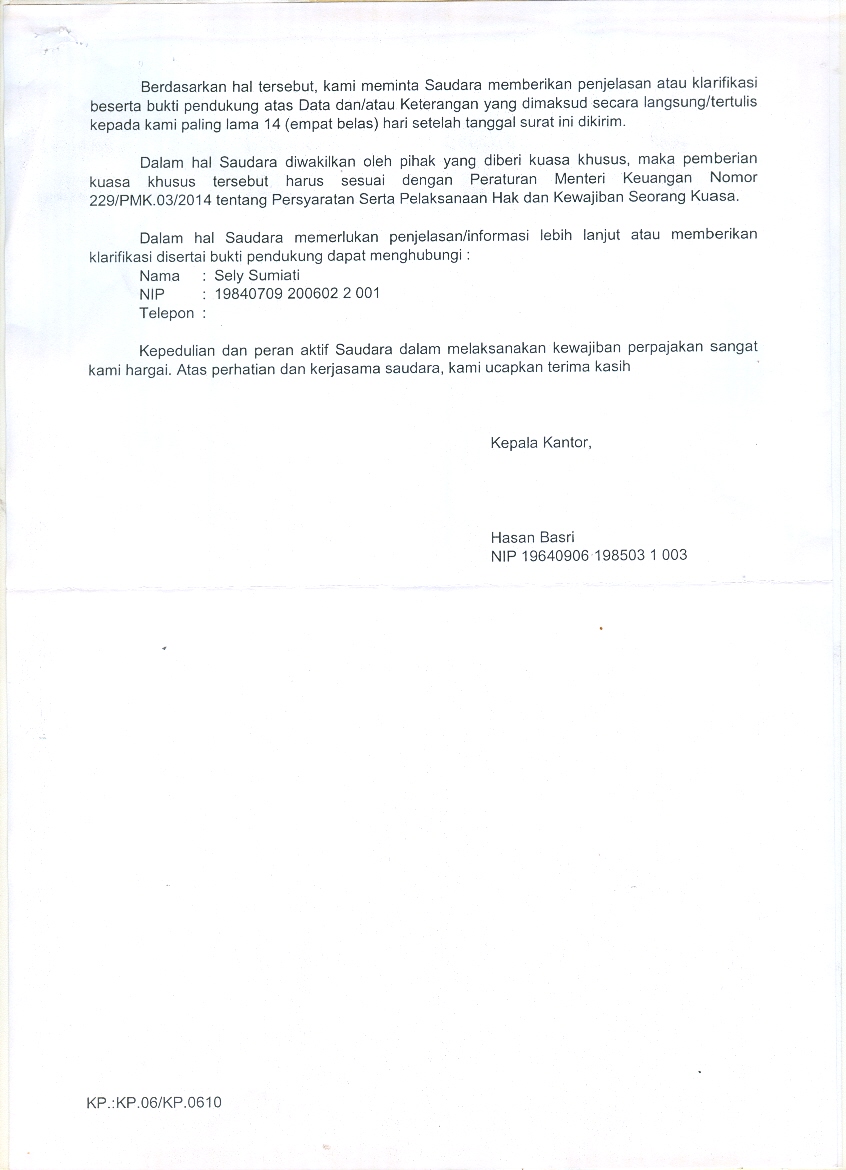 Berdasarkan hal tersebut, kami meminta Saudara memberikan penjelasan atau klarifikasi
beserta bukti pendukung atas Data dan/atau Keterangan yang dimaksud secara langsung/tertulis
kepada kami paling lama 14 (empat belas) hari setelah tanggal surat ini dikirim.
Dalam hal Saudara diwakilkan oleh pihak yang diberi kuasa khusus, maka pemberian
kuasa khusus tersebut harus sesuai dengan Peraturan Menteri Keuangan Nomor
229/PMK.03/2014 tentang Persyaratan Serta Pelaksanaan Hak dan Kewajiban Seorang Kuasa.
Dalam hal Saudara memerlukan penjelasan/informasi lebih lanjut atau memberikan
klarifikasi disertai bukti pendukung dapat menghubungi :
Nama : Sely Sumiati
NIP : 19840709 200602 2 001
Telepon :
Kepedulian dan peran aktif Saudara dalam melaksanakan kewajiban perpajakan sangat
kami hargai. Atas perhatian dan kerjasama saudara, kami ucapkan terima kasih
Kepala Kantor,
Hasan Basri
NIP 19640906 198503 1 003
KP.:KP.06/KP.0610